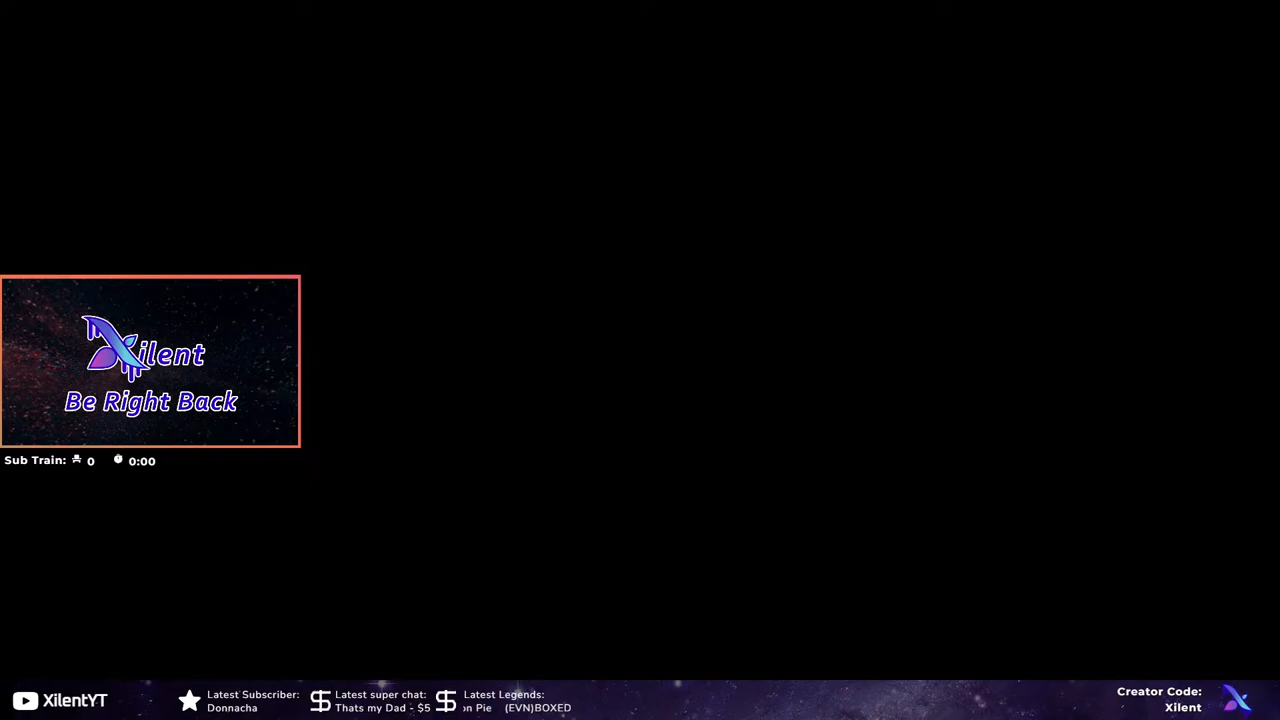 Xilent
Be Right Back
Sub Train: 0 0:00
XilentYT
Latest Subscriber:
Donnacha
Latest super chat:
Thats my Dad - $5
Latest Legends:
on Pie (EVN)BOXED
Creator Code:
Xilent